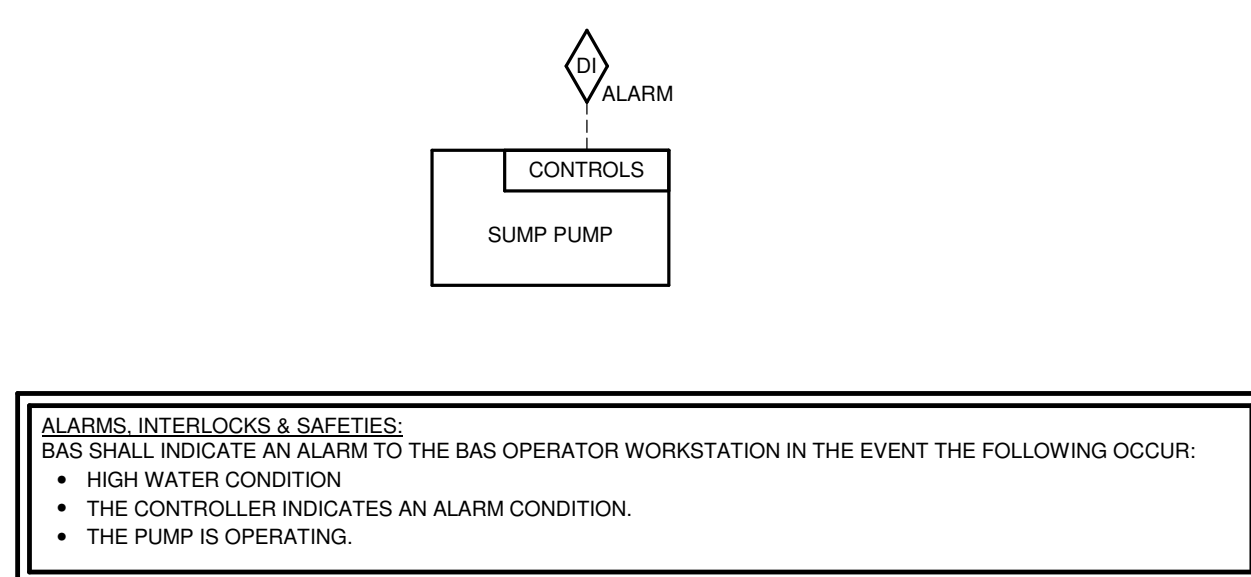 DI
ALARM
CONTROLS
SUMP PUMP
ALARMS, INTERLOCKS & SAFETIES:
BAS SHALL INDICATE AN ALARM TO THE BAS OPERATOR WORKSTATION IN THE EVENT THE FOLLOWING OCCUR:
• HIGH WATER CONDITION
• THE CONTROLLER INDICATES AN ALARM CONDITION.
• THE PUMP IS OPERATING.